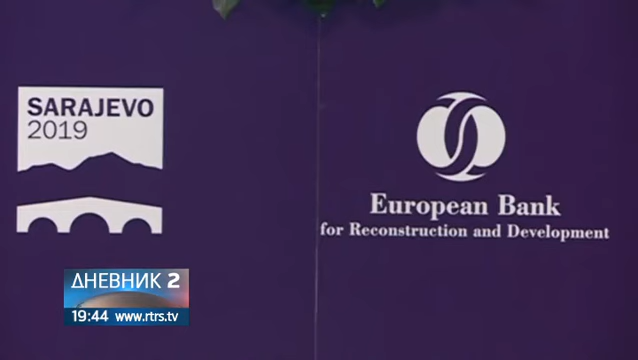 SARAJEVO
2019
European Bank
for Reconstruction and Development
ДНЕВНИК 2
19:44 www.rtrs.tv